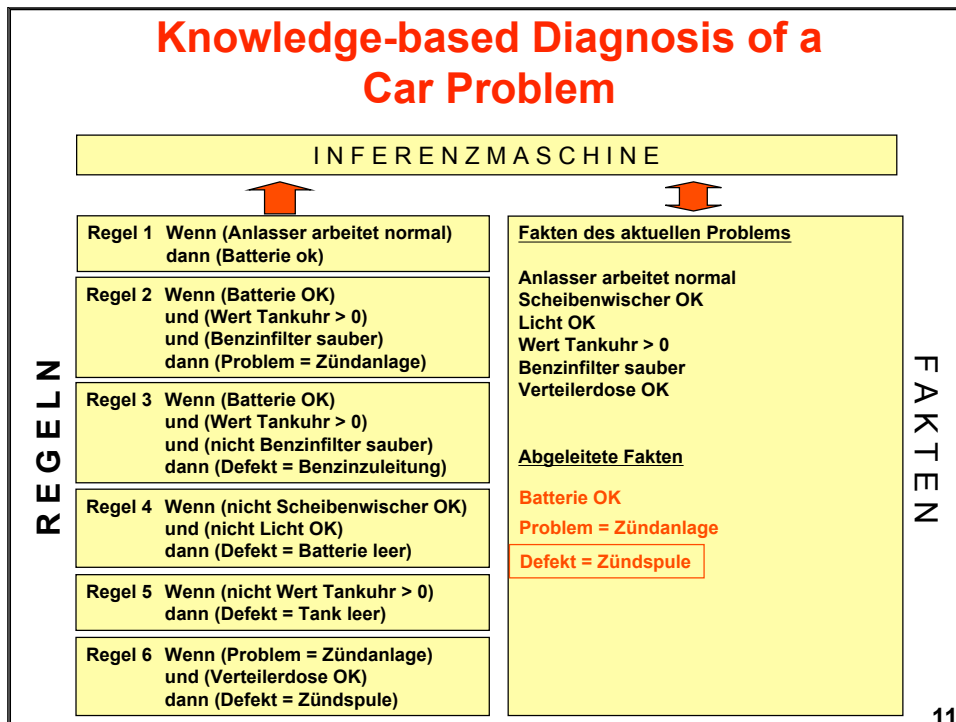 Knowledge-based Diagnosis of a
Car Problem
INFERENZMASCHINE
REGELN
Regel 1 Wenn (Anlasser arbeitet normal)
dann (Batterie ok)
Regel 2 Wenn (Batterie OK)
und (Wert Tankuhr > 0)
und (Benzinfilter sauber)
dann (Problem = Zündanlage)
Regel 3 Wenn (Batterie OK)
und (Wert Tankuhr > 0)
und (nicht Benzinfilter sauber)
dann (Defekt = Benzinzuleitung)
Regel 4 Wenn (nicht Scheibenwischer OK)
und (nicht Licht OK)
dann (Defekt = Batterie leer)
Regel 5 Wenn (nicht Wert Tankuhr > 0)
dann (Defekt = Tank leer)
Regel 6 Wenn (Problem = Zündanlage)
und (Verteilerdose OK)
dann (Defekt = Zündspule)
Fakten des aktuellen Problems
Anlasser arbeitet normal
Scheibenwischer OK
Licht OK
Wert Tankuhr > 0
Benzinfilter sauber
Verteilerdose OK
Abgeleitete Fakten
Batterie OK
Problem = Zündanlage
Defekt = Zündspule
FAKTEN
11